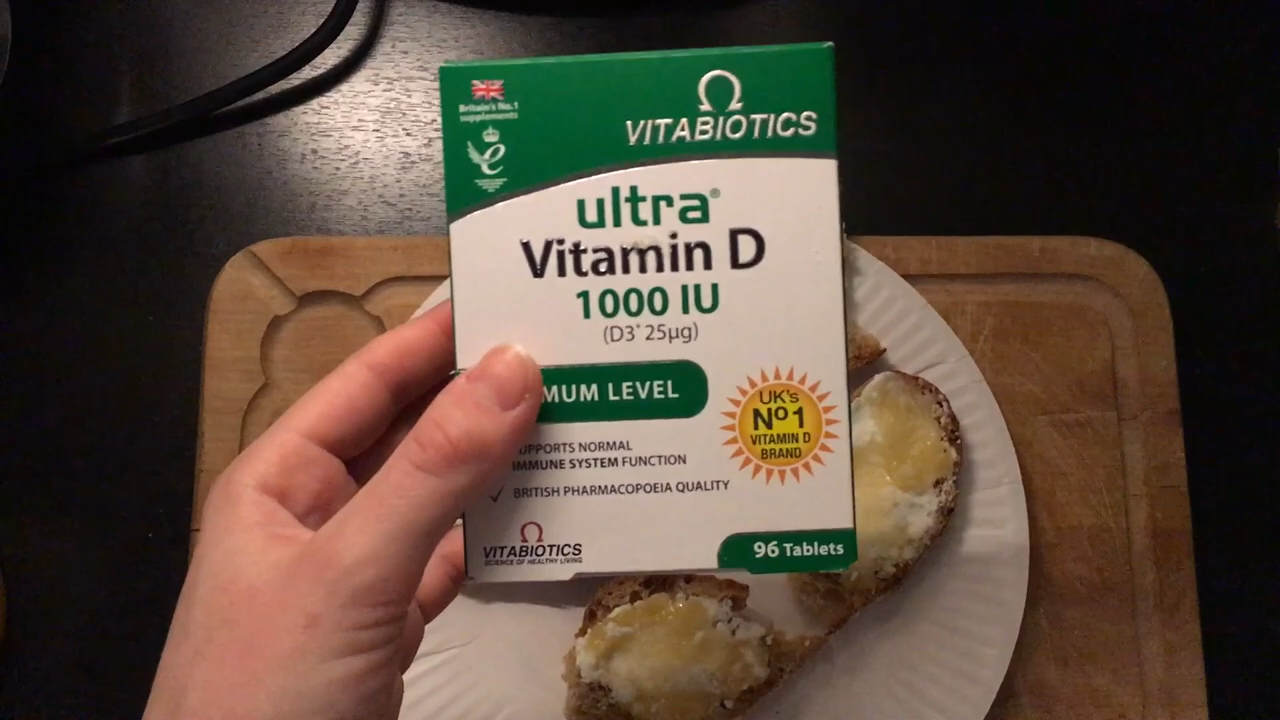 Britain's No.1
supplements
VITABIOTICS
ultra®
Vitamin D
1000 IU
(D3* 25µg)
MUM LEVEL
UPPORTS NORMAL
IMMUNE SYSTEM FUNCTION
✓ BRITISH PHARMACOPOEIA QUALITY
UK's
Nº1
VITAMIN D
BRAND
VITABIOTICS
SCIENCE OF HEALTHY LIVING
96 Tablets